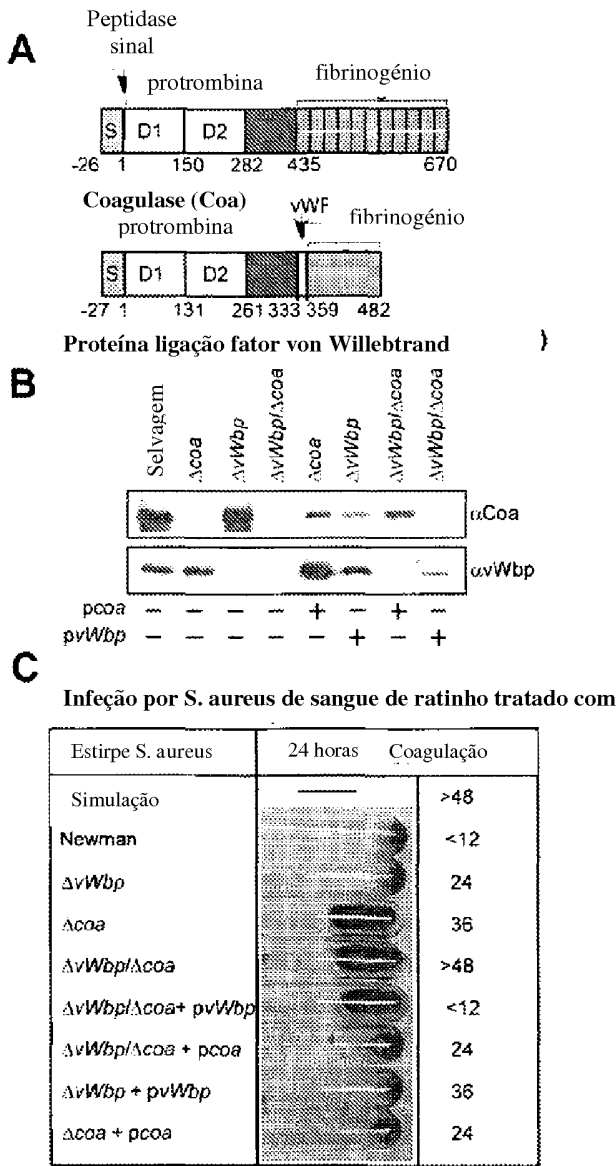 A
Peptidase
sinal
protrombina
fibrinogénio
S D1 D2
-26 1 150 282 435 670
Coagulase (Coa)
vWF
protrombina
fibrinogénio
S D1 D2
-27 1 131 261 333 359 482
Proteína ligação fator von Willebtrand
)
B
Selvagem
Δcoa
ΔvWbp
ΔvWbp/Δcoa
Δcoa
ΔvWbp
ΔvWbp/Δcoa
ΔvWbp/Δcoa
αCoa
αvWbp
pcoa – – – – + – + –
pvWbp – – – – – + – +
C
Infeção por S. aureus de sangue de ratinho tratado com
Estirpe S. aureus 24 horas Coagulação
Simulação >48
Newman <12
ΔvWbp 24
Δcoa 36
ΔvWbp/Δcoa >48
ΔvWbp/Δcoa+ pvWbp <12
ΔvWbp/Δcoa + pcoa 24
ΔvWbp + pvWbp 36
Δcoa + pcoa 24